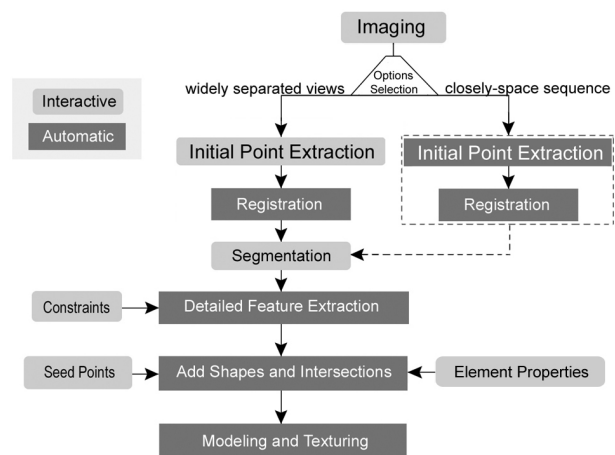 Imaging
Options
Selection
widely separated views
closely-space sequence
Interactive
Automatic
Initial Point Extraction
Initial Point Extraction
Registration
Registration
Segmentation
Constraints
Detailed Feature Extraction
Seed Points
Add Shapes and Intersections
Element Properties
Modeling and Texturing